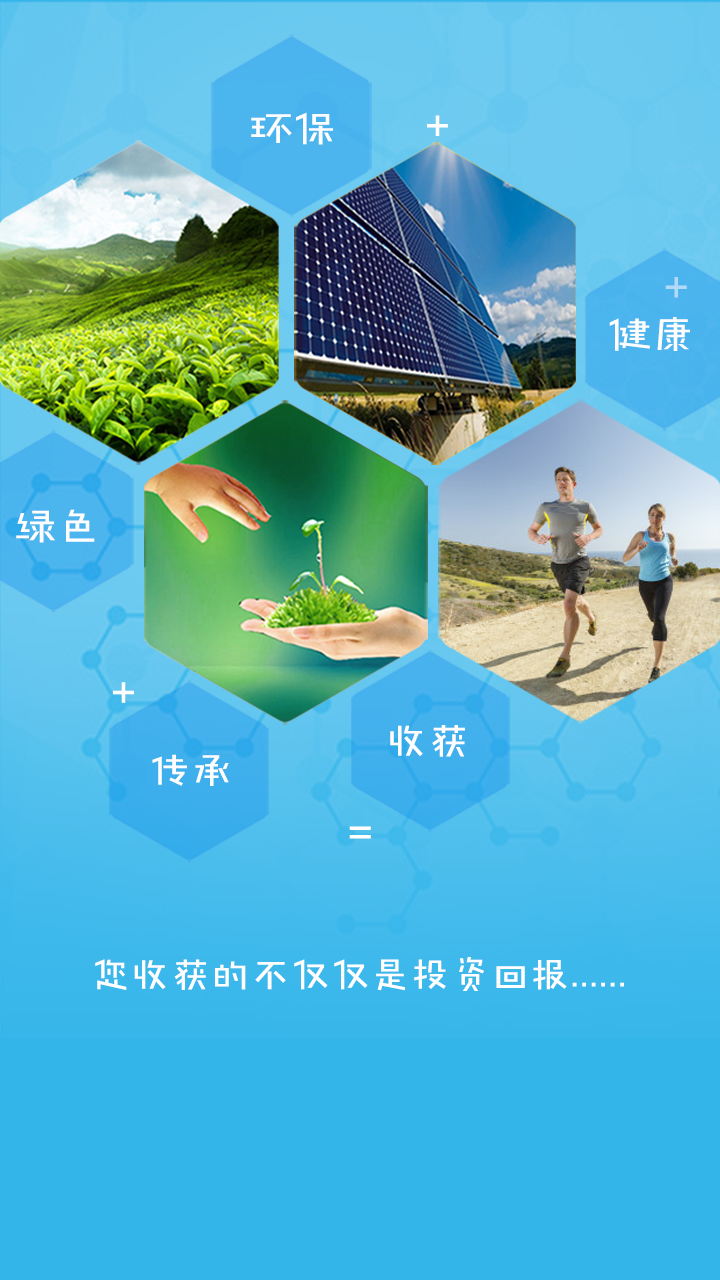 环保
+
+
健康
绿色
+
传承
收获
=
您收获的不仅仅是投资回报......